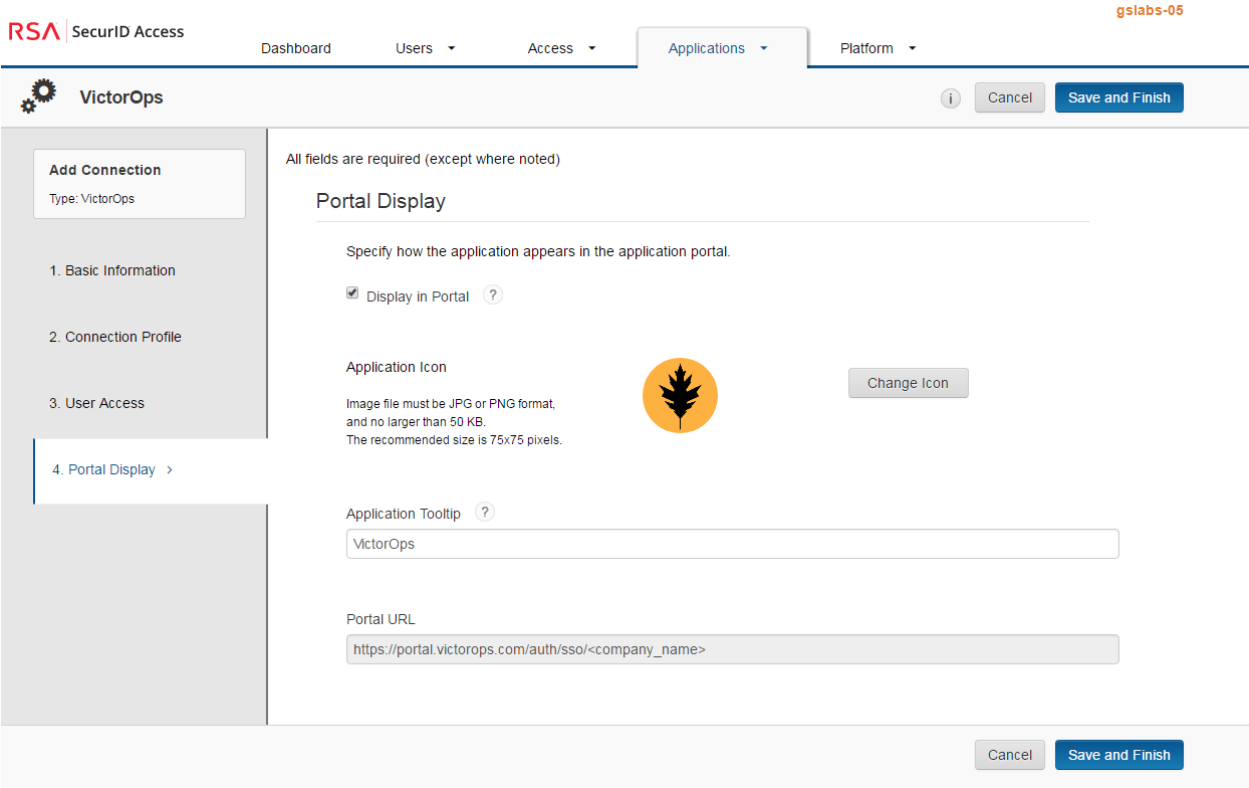 gslabs-05
RSA SecurID Access
Dashboard Users Access Applications Platform
VictorOps
i Cancel Save and Finish
Add Connection
Type: VictorOps
1. Basic Information
2. Connection Profile
3. User Access
4. Portal Display >
All fields are required (except where noted)
Portal Display
Specify how the application appears in the application portal.
Display in Portal ?
Application Icon
Image file must be JPG or PNG format,
and no larger than 50 KB.
The recommended size is 75x75 pixels.
Change Icon
Application Tooltip ?
VictorOps
Portal URL
https://portal.victorops.com/auth/sso/<company_name>
Cancel Save and Finish